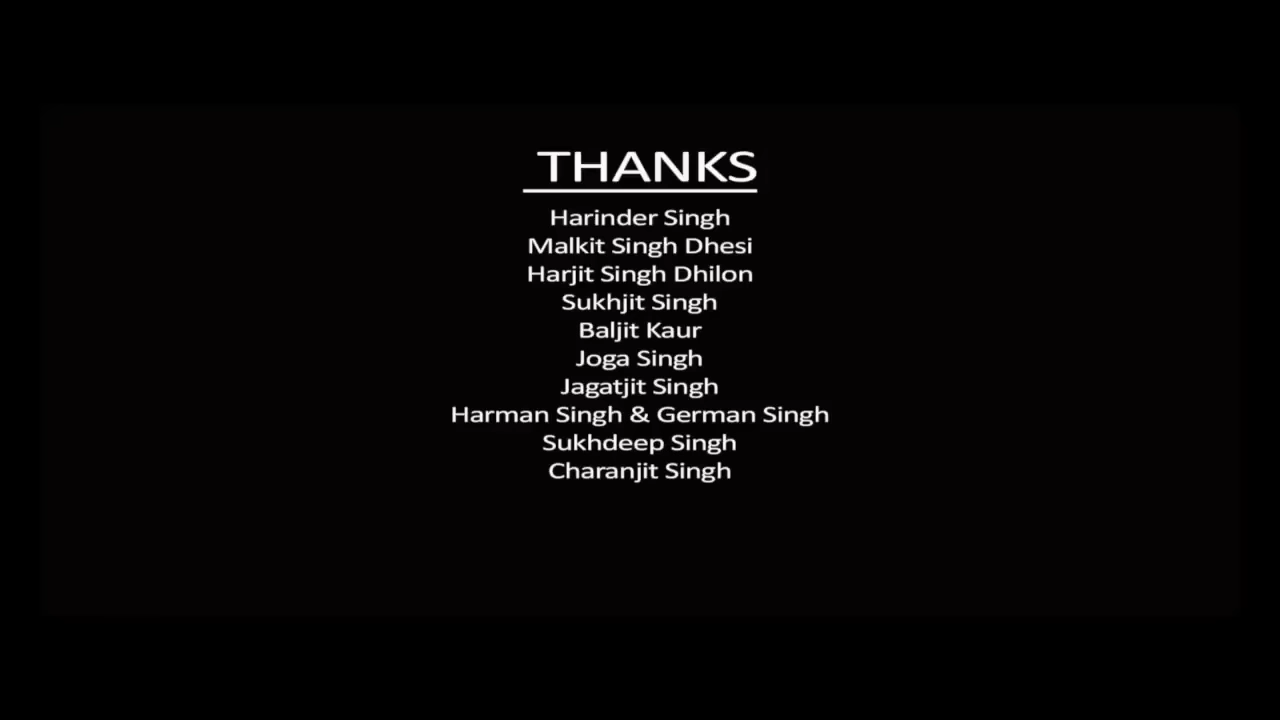 THANKS
Harinder Singh
Malkit Singh Dhesi
Harjit Singh Dhilon
Sukhjit Singh
Baljit Kaur
Joga Singh
Jagatjit Singh
Harman Singh & German Singh
Sukhdeep Singh
Charanjit Singh